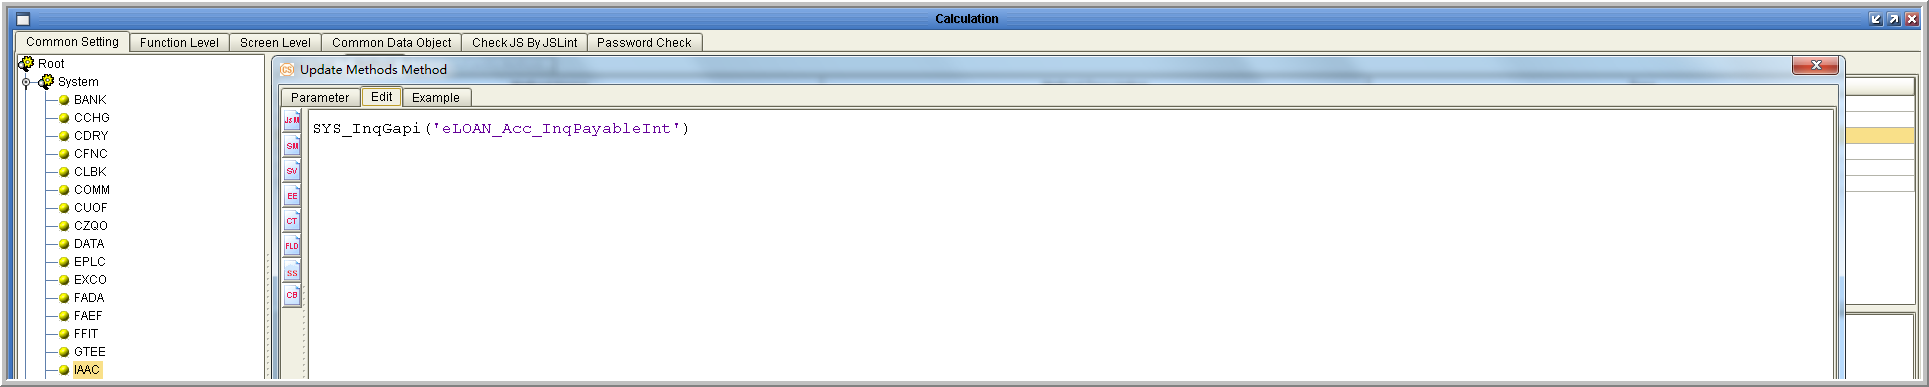 Calculation
Common Setting
Function Level
Screen Level
Common Data Object
Check JS By JSLint
Password Check
Root
System
BANK
CCHG
CDRY
CFNC
CLBK
COMM
CUOF
CZQO
DATA
EPLC
EXCO
FADA
FAEF
FFIT
GTEE
IAAC
CS
Update Methods Method
Parameter
Edit
Example
JSM
SM
SV
EE
CT
FLD
SS
CB
SYS_InqGapi('eLOAN_Acc_InqPayableInt')